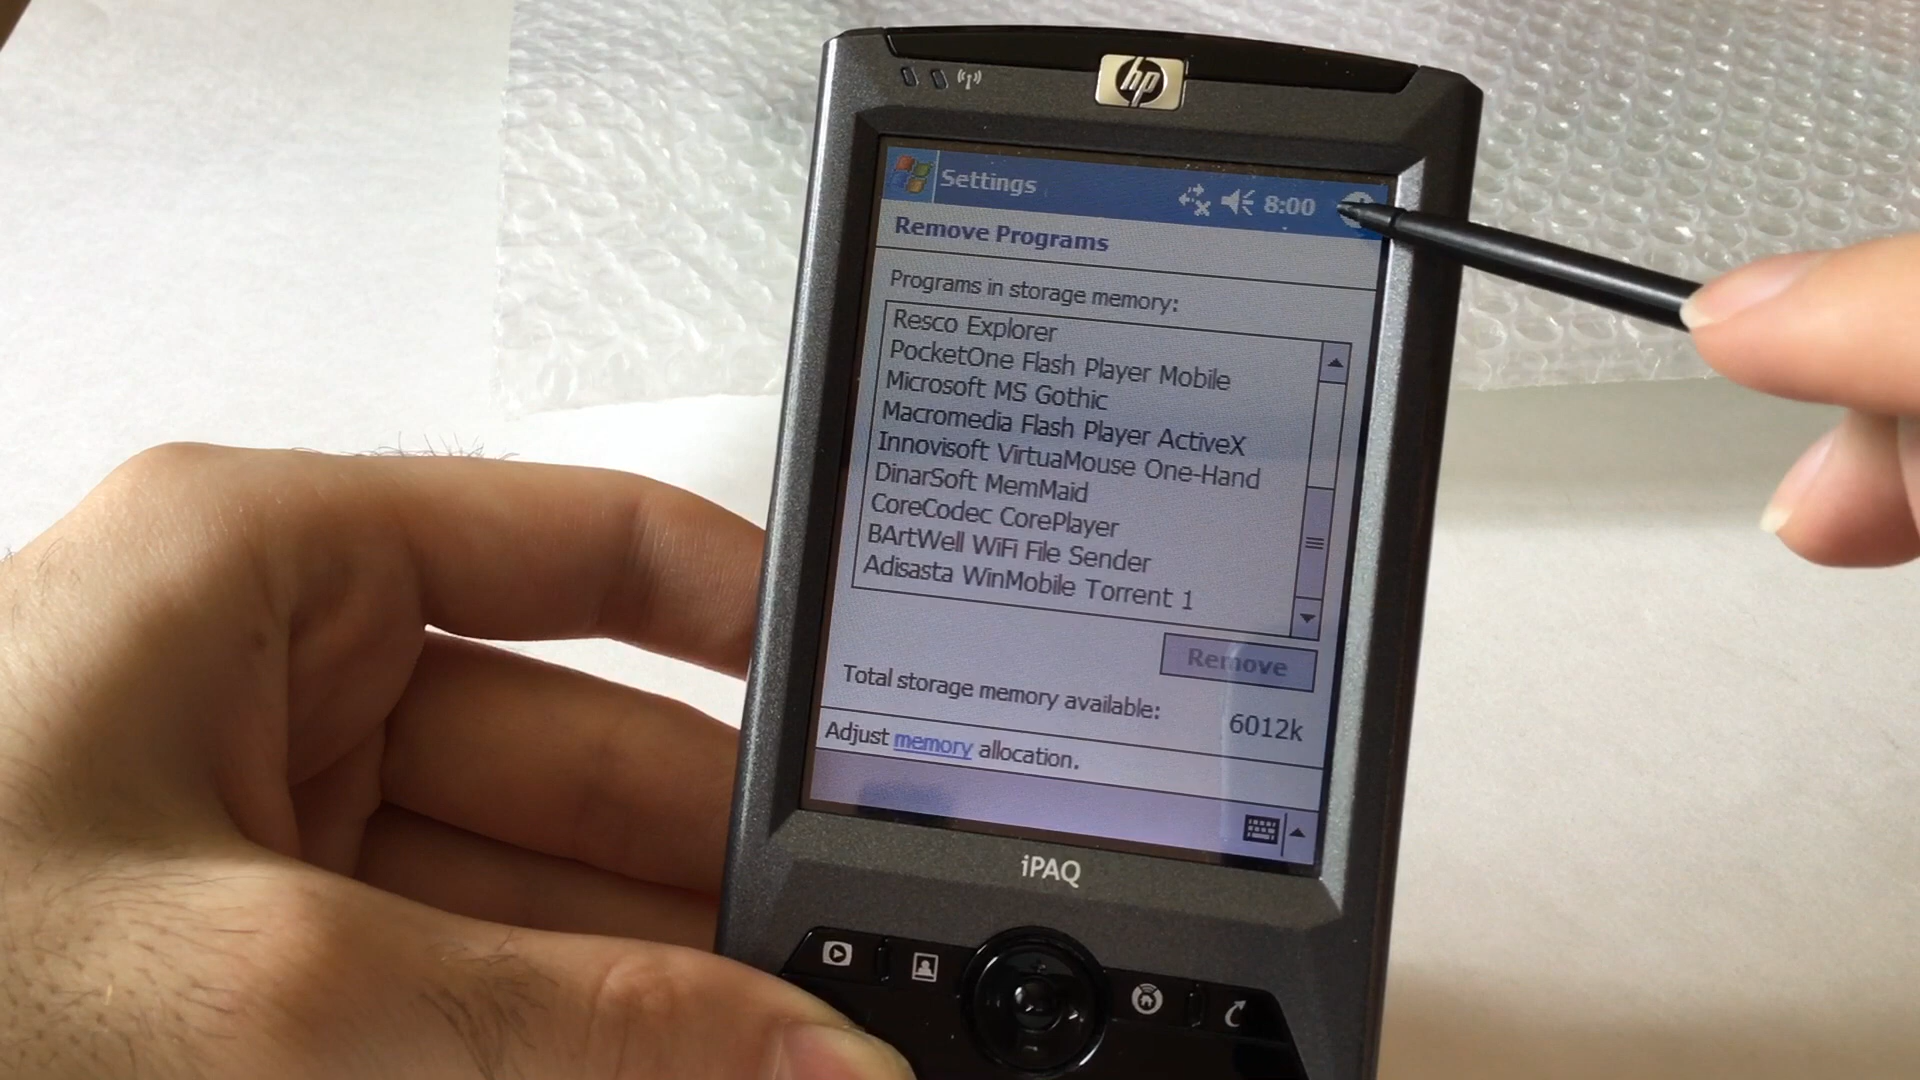 hp
Settings 8:00
Remove Programs
Programs in storage memory:
Resco Explorer
PocketOne Flash Player Mobile
Microsoft MS Gothic
Macromedia Flash Player ActiveX
Innovisoft VirtuaMouse One-Hand
DinarSoft MemMaid
CoreCodec CorePlayer
BArtWell WiFi File Sender
Adisasta WinMobile Torrent 1
Remove
Total storage memory available: 6012k
Adjust memory allocation.
iPAQ